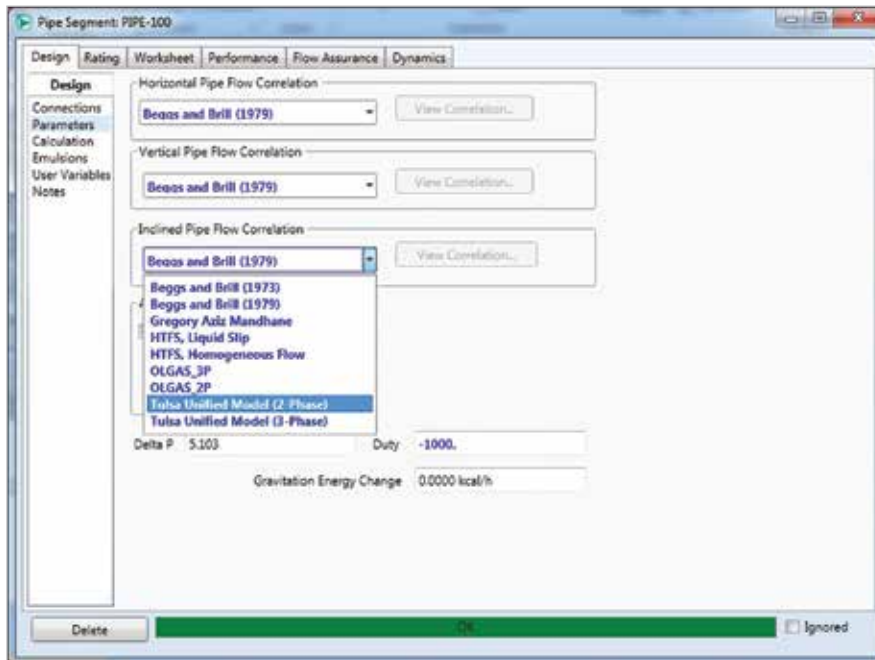 Pipe Segment: PIPE-100
Design Rating Worksheet Performance Flow Assurance Dynamics
Design
Connections
Parameters
Calculation
Emulsions
User Variables
Notes
Horizontal Pipe Flow Correlation
Beggs and Brill (1979)
View Correlation...
Vertical Pipe Flow Correlation
Beggs and Brill (1979)
View Correlation...
Inclined Pipe Flow Correlation
Beggs and Brill (1979)
View Correlation...
Beggs and Brill (1973)
Beggs and Brill (1979)
Gregory Aziz Mandhane
HTFS, Liquid Slip
HTFS, Homogeneous Flow
OLGAS_3P
OLGAS_2P
Tulsa Unified Model (2-Phase)
Tulsa Unified Model (3-Phase)
Delta P 5.103 Duty -1000.
Gravitation Energy Change 0.0000 kcal/h
Delete OK Ignored